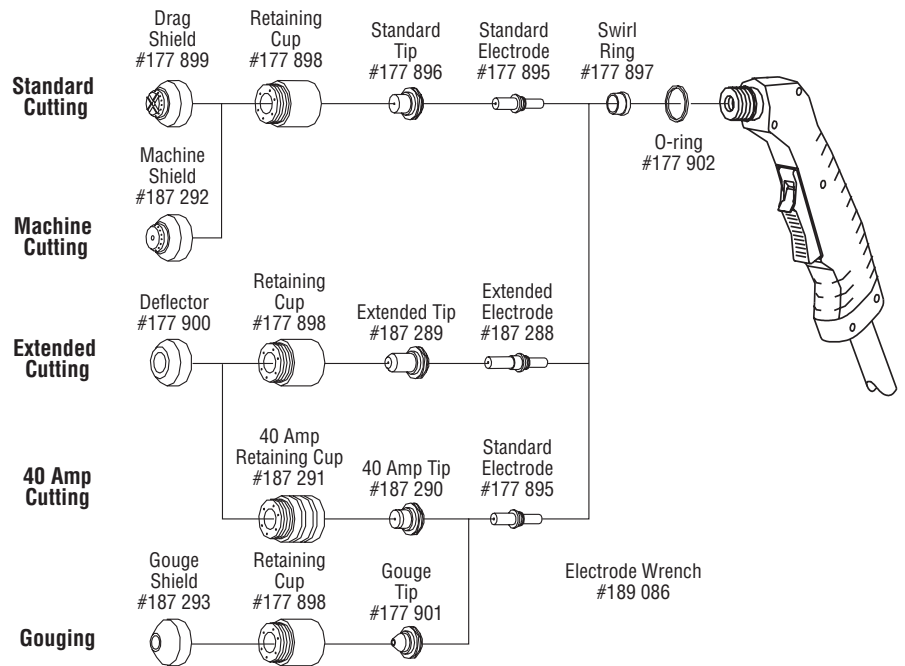 Drag
Shield
#177 899
Retaining
Cup
#177 898
Standard
Tip
#177 896
Standard
Electrode
#177 895
Swirl
Ring
#177 897
Standard
Cutting
O-ring
#177 902
Machine
Shield
#187 292
Machine
Cutting
Deflector
#177 900
Retaining
Cup
#177 898
Extended Tip
#187 289
Extended
Electrode
#187 288
Extended
Cutting
40 Amp
Retaining Cup
#187 291
40 Amp Tip
#187 290
Standard
Electrode
#177 895
40 Amp
Cutting
Gouge
Shield
#187 293
Retaining
Cup
#177 898
Gouge
Tip
#177 901
Electrode Wrench
#189 086
Gouging